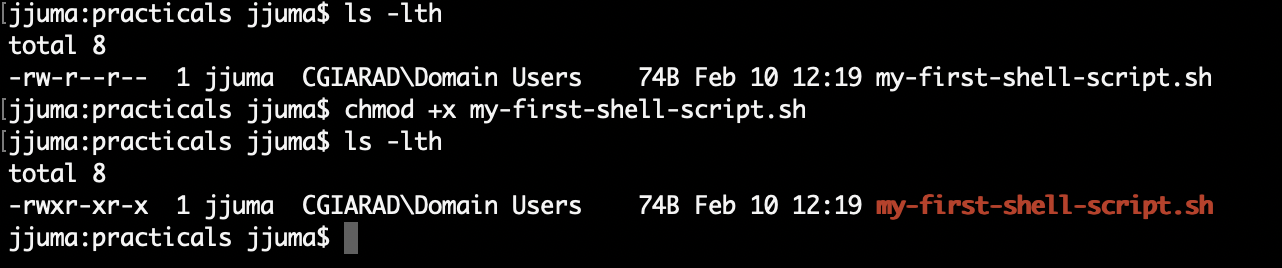 [jjuma:practicals jjuma$ ls -lth
total 8
-rw-r--r--  1 jjuma  CGIARAD\Domain Users    74B Feb 10 12:19 my-first-shell-script.sh
[jjuma:practicals jjuma$ chmod +x my-first-shell-script.sh
[jjuma:practicals jjuma$ ls -lth
total 8
-rwxr-xr-x  1 jjuma  CGIARAD\Domain Users    74B Feb 10 12:19 my-first-shell-script.sh
jjuma:practicals jjuma$